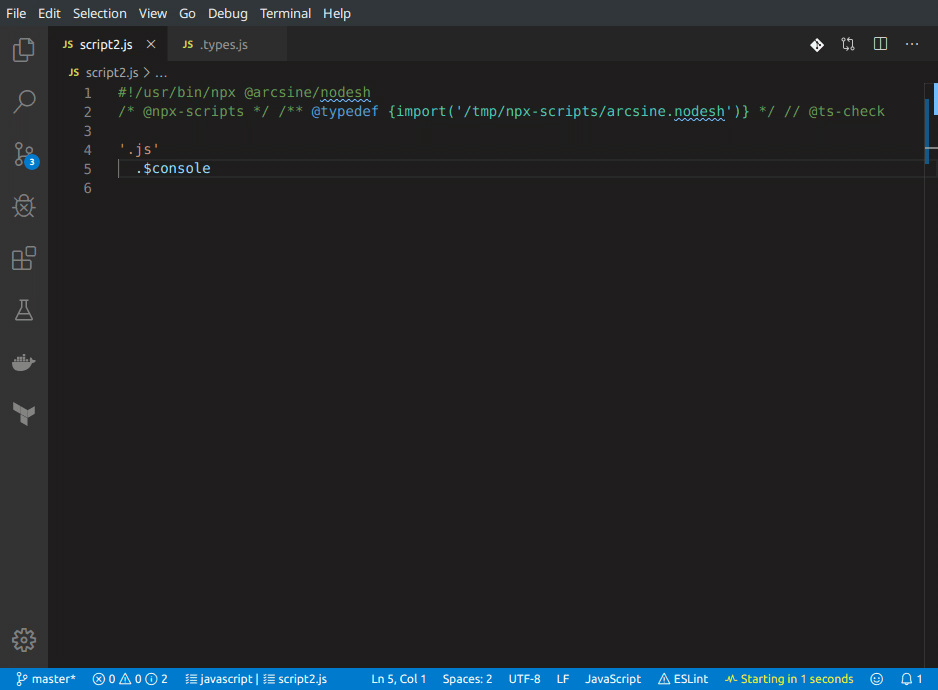 File Edit Selection View Go Debug Terminal Help
JS script2.js × JS .types.js ...
JS script2.js > ...
1 #!/usr/bin/npx @arcsine/nodesh
2 /* @npx-scripts */ /** @typedef {import('/tmp/npx-scripts/arcsine.nodesh')} */ // @ts-check
3
4 '.js'
5 .$console
6
3
master* 0 0 2 javascript | script2.js Ln 5, Col 1 Spaces: 2 UTF-8 LF JavaScript ESLint Starting in 1 seconds 1